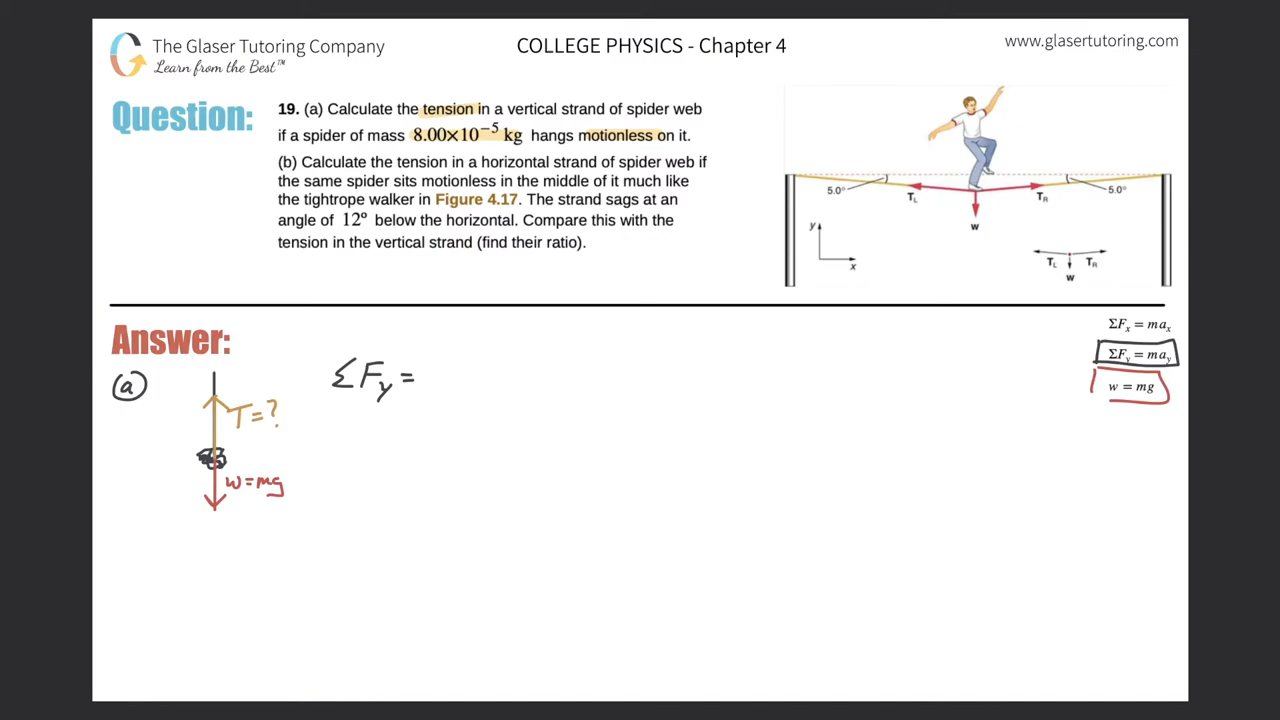 The Glaser Tutoring Company
Learn from the Best™
COLLEGE PHYSICS - Chapter 4
www.glasertutoring.com
Question:
19. (a) Calculate the tension in a vertical strand of spider web
if a spider of mass 8.00×10⁻⁵ kg hangs motionless on it.
(b) Calculate the tension in a horizontal strand of spider web if
the same spider sits motionless in the middle of it much like
the tightrope walker in Figure 4.17. The strand sags at an
angle of 12º below the horizontal. Compare this with the
tension in the vertical strand (find their ratio).
5.0°
5.0°
T_L
T_R
w
y
x
T_L
T_R
w
Answer:
ΣF_x = ma_x
ΣF_y = ma_y
w = mg
(a)
ΣF_y =
T=?
w=mg